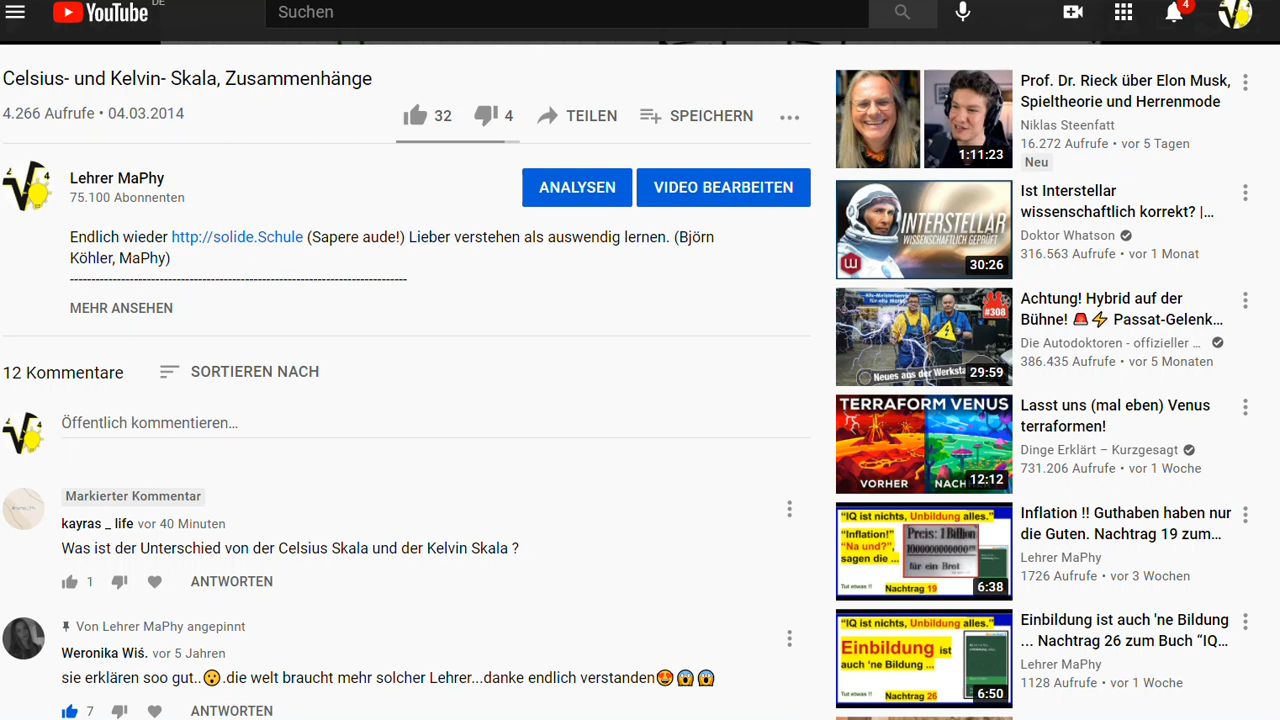 YouTube DE
Suchen
4
Celsius- und Kelvin- Skala, Zusammenhänge
4.266 Aufrufe • 04.03.2014
32
4
TEILEN
SPEICHERN
Lehrer MaPhy
75.100 Abonnenten
ANALYSEN
VIDEO BEARBEITEN
Endlich wieder http://solide.Schule (Sapere aude!) Lieber verstehen als auswendig lernen. (Björn
Köhler, MaPhy)
--------------------------------------------------------------------------
MEHR ANSEHEN
12 Kommentare
SORTIEREN NACH
Öffentlich kommentieren...
Markierter Kommentar
kayras _ life vor 40 Minuten
Was ist der Unterschied von der Celsius Skala und der Kelvin Skala ?
1
ANTWORTEN
Von Lehrer MaPhy angepinnt
Weronika Wiś. vor 5 Jahren
sie erklären soo gut..😯.die welt braucht mehr solcher Lehrer...danke endlich verstanden😍😱😱
7
ANTWORTEN
1:11:23
Prof. Dr. Rieck über Elon Musk,
Spieltheorie und Herrenmode
Niklas Steenfatt
16.272 Aufrufe • vor 5 Tagen
Neu
INTERSTELLAR
WISSENSCHAFTLICH GEPRÜFT
30:26
Ist Interstellar
wissenschaftlich korrekt? |...
Doktor Whatson
316.563 Aufrufe • vor 1 Monat
#308
Neues aus der Werksta
29:59
Achtung! Hybrid auf der
Bühne! 🚨⚡ Passat-Gelenk...
Die Autodoktoren - offizieller ...
386.435 Aufrufe • vor 5 Monaten
TERRAFORM VENUS
VORHER
NACH
12:12
Lasst uns (mal eben) Venus
terraformen!
Dinge Erklärt – Kurzgesagt
731.206 Aufrufe • vor 1 Woche
"IQ ist nichts, Unbildung alles."
"Inflation!"
"Na und?",
sagen die ...
Preis: 1 Billion
für ein Brot
Tut etwas !!
Nachtrag 19
6:38
Inflation !! Guthaben haben nur
die Guten. Nachtrag 19 zum...
Lehrer MaPhy
1726 Aufrufe • vor 3 Wochen
"IQ ist nichts, Unbildung alles."
Einbildung ist
auch 'ne Bildung ...
Tut etwas !!
Nachtrag 26
6:50
Einbildung ist auch 'ne Bildung
... Nachtrag 26 zum Buch “IQ...
Lehrer MaPhy
1128 Aufrufe • vor 1 Woche